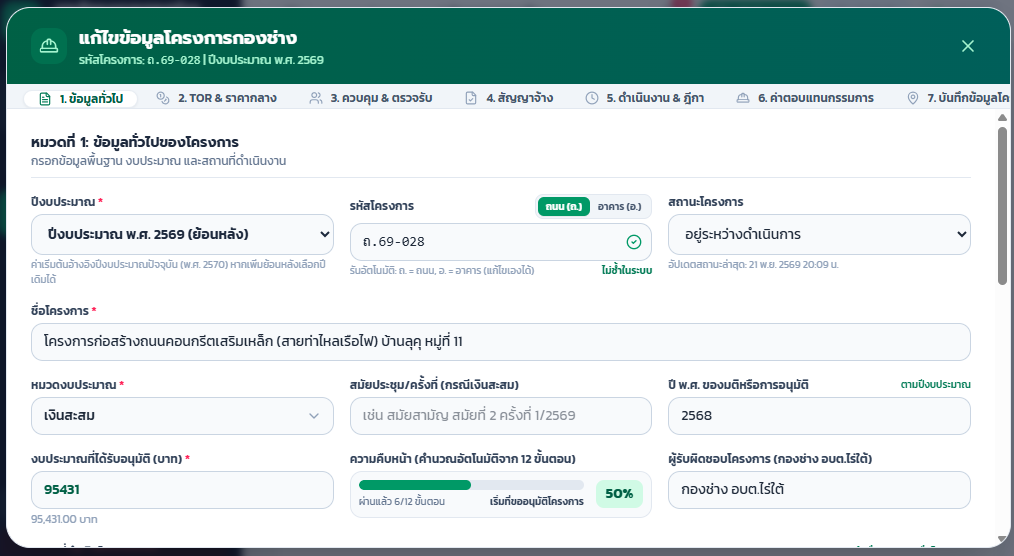 แก้ไขข้อมูลโครงการกองช่าง
รหัสโครงการ: ถ.69-028 | ปีงบประมาณ พ.ศ. 2569
1. ข้อมูลทั่วไป
2. TOR & ราคากลาง
3. ควบคุม & ตรวจรับ
4. สัญญาจ้าง
5. ดำเนินงาน & ฎีกา
6. ค่าตอบแทนกรรมการ
7. บันทึกข้อมูลโค
หมวดที่ 1: ข้อมูลทั่วไปของโครงการ
กรอกข้อมูลพื้นฐาน งบประมาณ และสถานที่ดำเนินงาน
ปีงบประมาณ *
ปีงบประมาณ พ.ศ. 2569 (ย้อนหลัง)
ค่าเริ่มต้นอ้างอิงปีงบประมาณปัจจุบัน (พ.ศ. 2570) หากเพิ่มย้อนหลังเลือกปี
เดิมได้
รหัสโครงการ
ถนน (ถ.)
อาคาร (อ.)
ถ.69-028
รันอัตโนมัติ: ถ. = ถนน, อ. = อาคาร (แก้ไขเองได้)
ไม่ซ้ำในระบบ
สถานะโครงการ
อยู่ระหว่างดำเนินการ
อัปเดตสถานะล่าสุด: 21 พ.ย. 2569 20:09 น.
ชื่อโครงการ *
โครงการก่อสร้างถนนคอนกรีตเสริมเหล็ก (สายท่าไหลเรือไฟ) บ้านลุคุ หมู่ที่ 11
หมวดงบประมาณ *
เงินสะสม
สมัยประชุม/ครั้งที่ (กรณีเงินสะสม)
เช่น สมัยสามัญ สมัยที่ 2 ครั้งที่ 1/2569
ปี พ.ศ. ของมติหรือการอนุมัติ
ตามปีงบประมาณ
2568
งบประมาณที่ได้รับอนุมัติ (บาท) *
95431
95,431.00 บาท
ความคืบหน้า (คำนวณอัตโนมัติจาก 12 ขั้นตอน)
ผ่านแล้ว 6/12 ขั้นตอน
เริ่มที่ขออนุมัติโครงการ
50%
ผู้รับผิดชอบโครงการ (กองช่าง อบต.ไร่ใต้)
กองช่าง อบต.ไร่ใต้